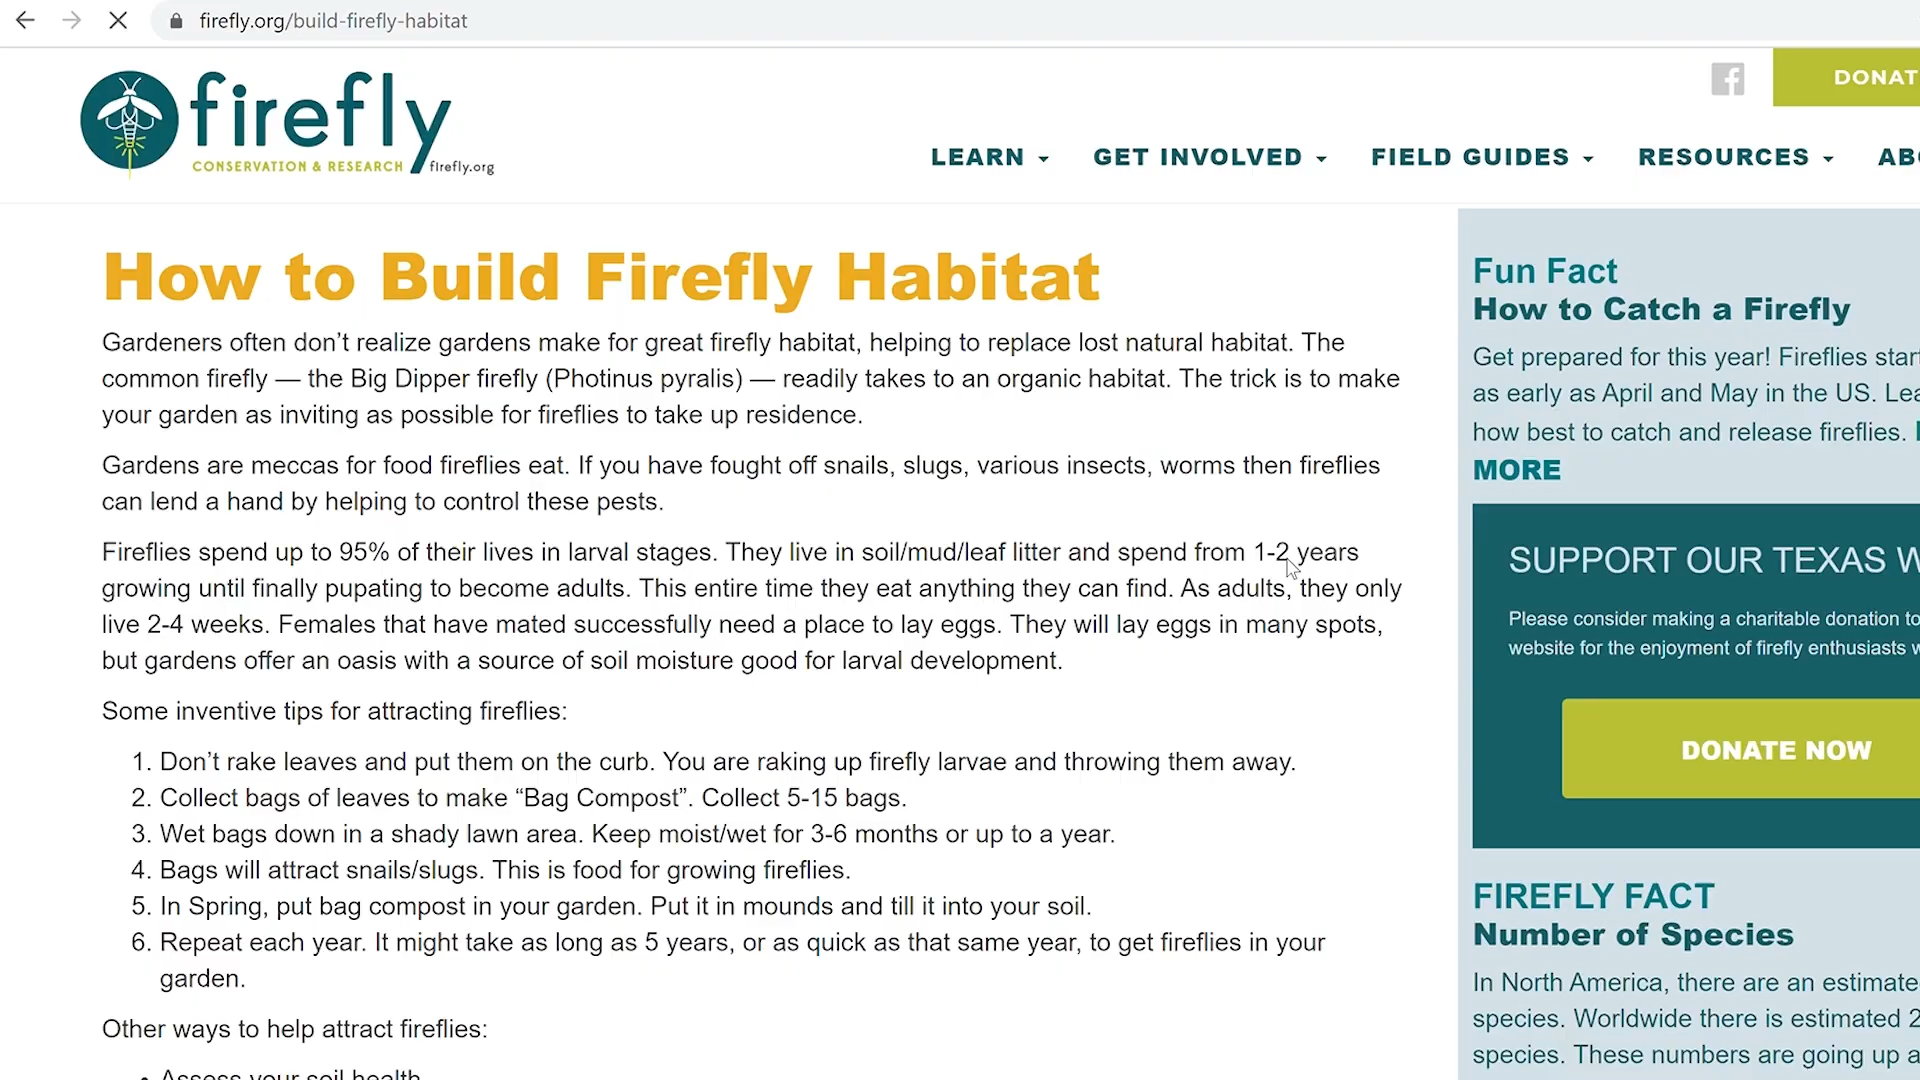 firefly.org/build-firefly-habitat
firefly
CONSERVATION & RESEARCH firefly.org
DONAT
LEARN GET INVOLVED FIELD GUIDES RESOURCES AB
How to Build Firefly Habitat
Gardeners often don’t realize gardens make for great firefly habitat, helping to replace lost natural habitat. The
common firefly — the Big Dipper firefly (Photinus pyralis) — readily takes to an organic habitat. The trick is to make
your garden as inviting as possible for fireflies to take up residence.
Gardens are meccas for food fireflies eat. If you have fought off snails, slugs, various insects, worms then fireflies
can lend a hand by helping to control these pests.
Fireflies spend up to 95% of their lives in larval stages. They live in soil/mud/leaf litter and spend from 1-2 years
growing until finally pupating to become adults. This entire time they eat anything they can find. As adults, they only
live 2-4 weeks. Females that have mated successfully need a place to lay eggs. They will lay eggs in many spots,
but gardens offer an oasis with a source of soil moisture good for larval development.
Some inventive tips for attracting fireflies:
1. Don’t rake leaves and put them on the curb. You are raking up firefly larvae and throwing them away.
2. Collect bags of leaves to make “Bag Compost”. Collect 5-15 bags.
3. Wet bags down in a shady lawn area. Keep moist/wet for 3-6 months or up to a year.
4. Bags will attract snails/slugs. This is food for growing fireflies.
5. In Spring, put bag compost in your garden. Put it in mounds and till it into your soil.
6. Repeat each year. It might take as long as 5 years, or as quick as that same year, to get fireflies in your
garden.
Other ways to help attract fireflies:
• Assess your soil health
Fun Fact
How to Catch a Firefly
Get prepared for this year! Fireflies star
as early as April and May in the US. Lea
how best to catch and release fireflies.
MORE
SUPPORT OUR TEXAS W
Please consider making a charitable donation to
website for the enjoyment of firefly enthusiasts w
DONATE NOW
FIREFLY FACT
Number of Species
In North America, there are an estimate
species. Worldwide there is estimated 2
species. These numbers are going up a